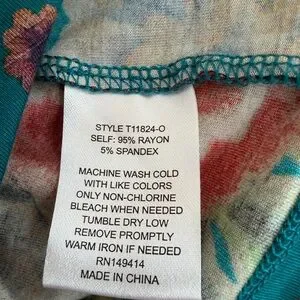 STYLE T11824-O
SELF: 95% RAYON
5% SPANDEX
MACHINE WASH COLD
WITH LIKE COLORS
ONLY NON-CHLORINE
BLEACH WHEN NEEDED
TUMBLE DRY LOW
REMOVE PROMPTLY
WARM IRON IF NEEDED
RN149414
MADE IN CHINA